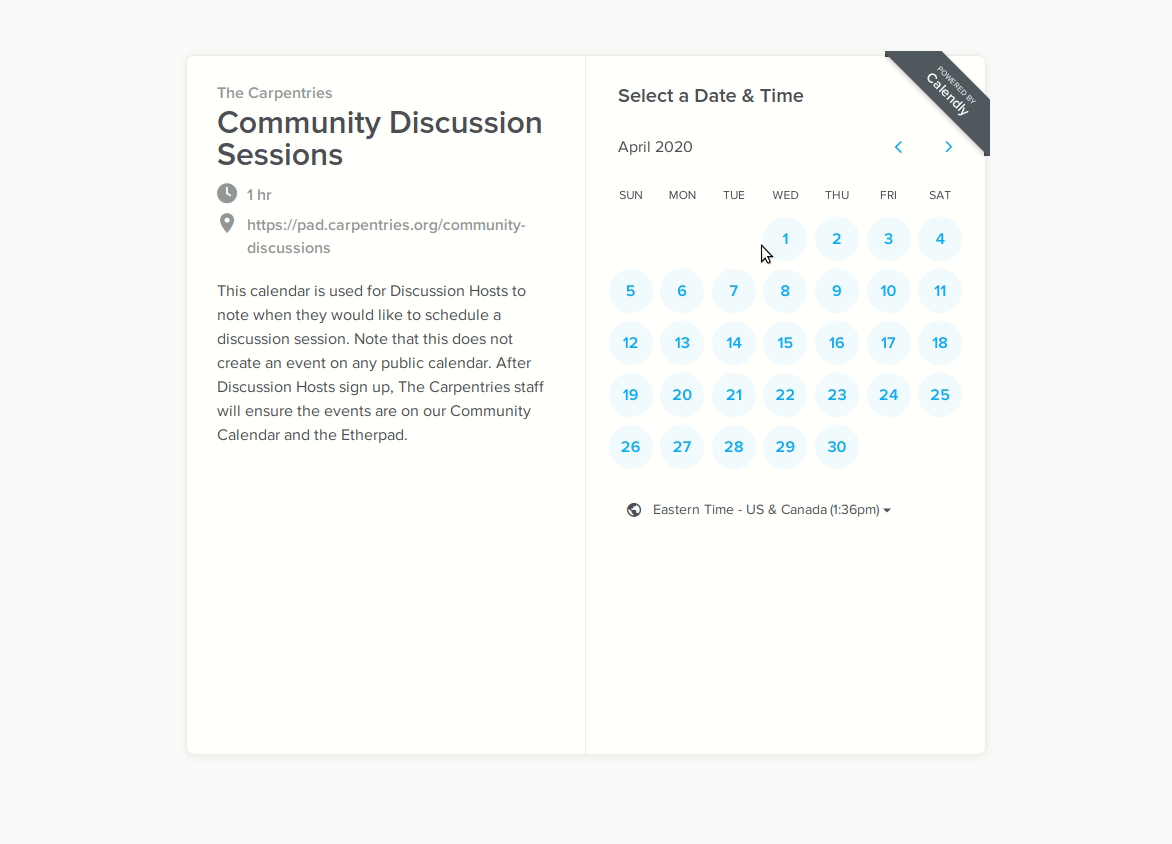 The Carpentries
Community Discussion
Sessions
1 hr
https://pad.carpentries.org/community-
discussions
This calendar is used for Discussion Hosts to
note when they would like to schedule a
discussion session. Note that this does not
create an event on any public calendar. After
Discussion Hosts sign up, The Carpentries staff
will ensure the events are on our Community
Calendar and the Etherpad.
POWERED BY
Calendly
Select a Date & Time
April 2020
SUN MON TUE WED THU FRI SAT
1 2 3 4
5 6 7 8 9 10 11
12 13 14 15 16 17 18
19 20 21 22 23 24 25
26 27 28 29 30
Eastern Time - US & Canada (1:36pm)